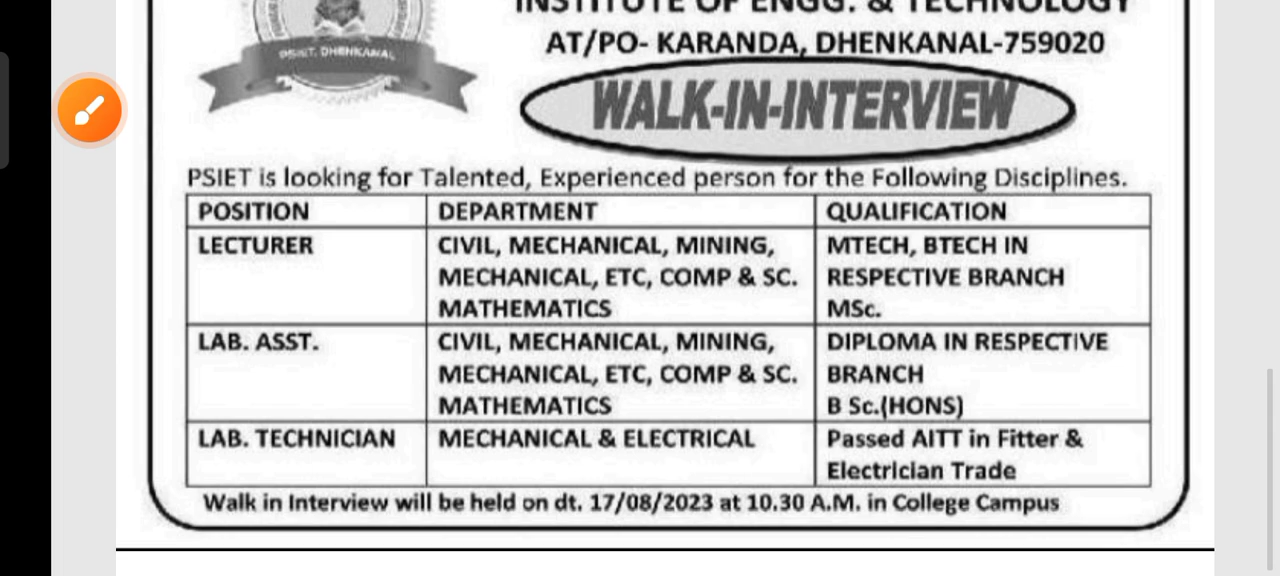 INSTITUTE OF ENGG. & TECHNOLOGY
PSIET, DHENKANAL
AT/PO- KARANDA, DHENKANAL-759020
WALK-IN-INTERVIEW
PSIET is looking for Talented, Experienced person for the Following Disciplines.
POSITION DEPARTMENT QUALIFICATION
LECTURER CIVIL, MECHANICAL, MINING, MTECH, BTECH IN
MECHANICAL, ETC, COMP & SC. RESPECTIVE BRANCH
MATHEMATICS MSc.
LAB. ASST. CIVIL, MECHANICAL, MINING, DIPLOMA IN RESPECTIVE
MECHANICAL, ETC, COMP & SC. BRANCH
MATHEMATICS B Sc.(HONS)
LAB. TECHNICIAN MECHANICAL & ELECTRICAL Passed AITT in Fitter &
Electrician Trade
Walk in Interview will be held on dt. 17/08/2023 at 10.30 A.M. in College Campus